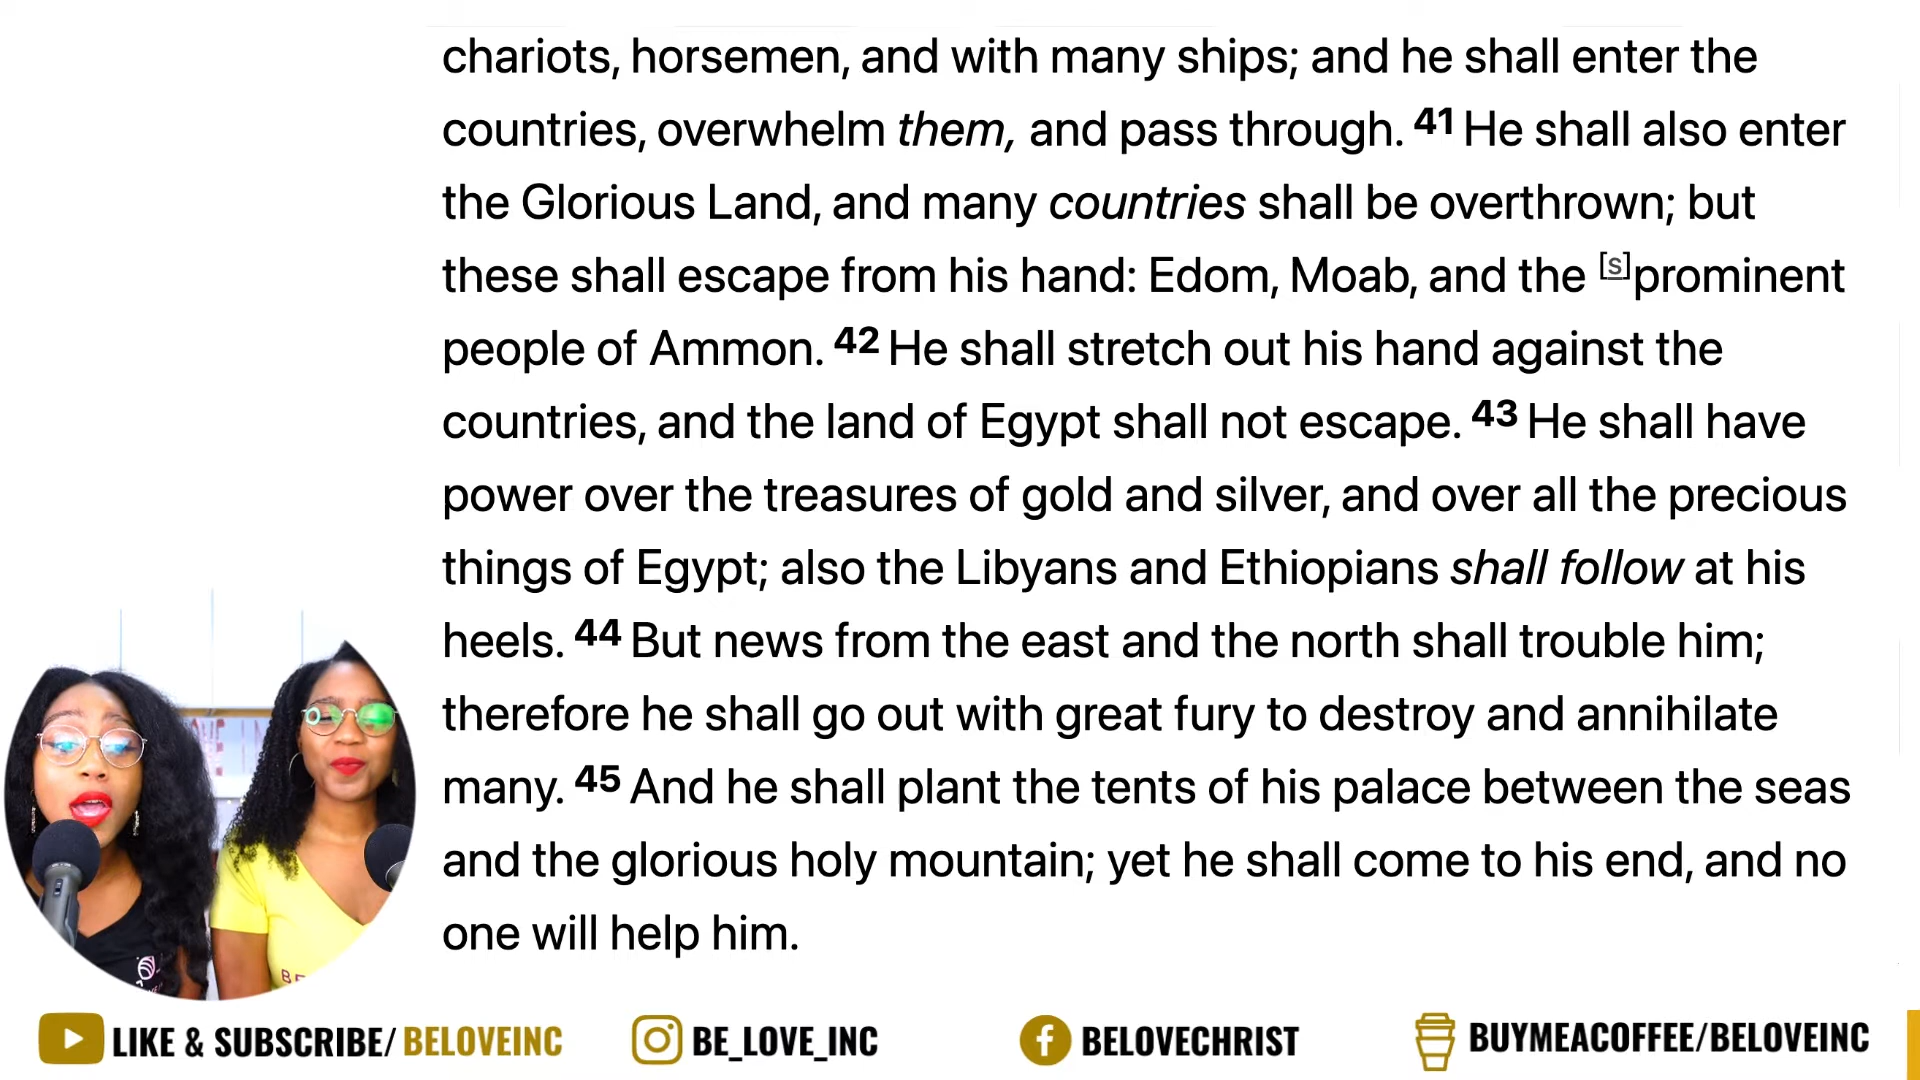 chariots, horsemen, and with many ships; and he shall enter the
countries, overwhelm them, and pass through. 41 He shall also enter
the Glorious Land, and many countries shall be overthrown; but
these shall escape from his hand: Edom, Moab, and the [s]prominent
people of Ammon. 42 He shall stretch out his hand against the
countries, and the land of Egypt shall not escape. 43 He shall have
power over the treasures of gold and silver, and over all the precious
things of Egypt; also the Libyans and Ethiopians shall follow at his
heels. 44 But news from the east and the north shall trouble him;
therefore he shall go out with great fury to destroy and annihilate
many. 45 And he shall plant the tents of his palace between the seas
and the glorious holy mountain; yet he shall come to his end, and no
one will help him.
LIKE & SUBSCRIBE/ BELOVEINC
BE_LOVE_INC
BELOVECHRIST
BUYMEACOFFEE/BELOVEINC